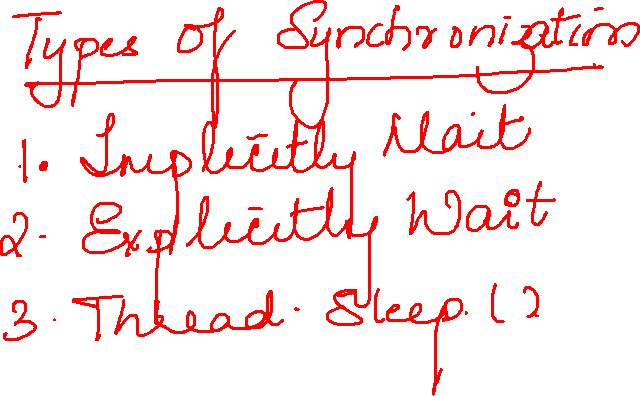 Types of Synchronization
1. Implicitly Wait
2. Explicitly Wait
3. Thread. Sleep. ()